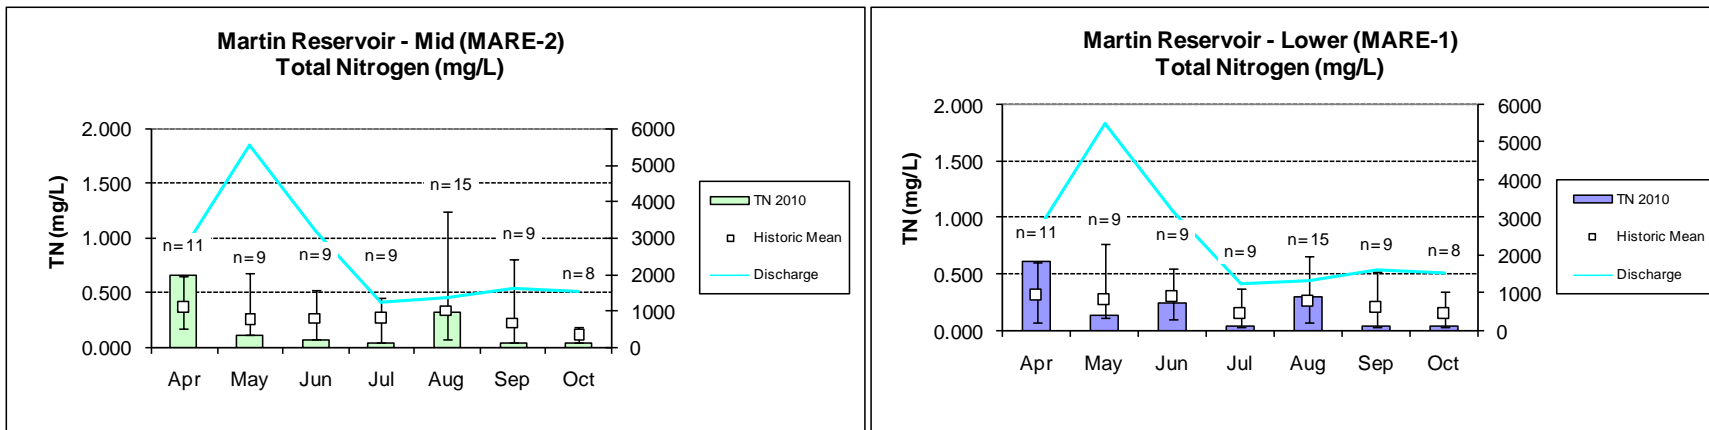 Martin Reservoir - Mid (MARE-2)
Total Nitrogen (mg/L)
TN (mg/L)
2.000
1.500
1.000
0.500
0.000
6000
5000
4000
3000
2000
1000
0
n=11
n=9
n=9
n=9
n=15
n=9
n=8
Apr May Jun Jul Aug Sep Oct
TN 2010
Historic Mean
Discharge
Martin Reservoir - Lower (MARE-1)
Total Nitrogen (mg/L)
TN (mg/L)
2.000
1.500
1.000
0.500
0.000
6000
5000
4000
3000
2000
1000
0
n=11
n=9
n=9
n=9
n=15
n=9
n=8
Apr May Jun Jul Aug Sep Oct
TN 2010
Historic Mean
Discharge